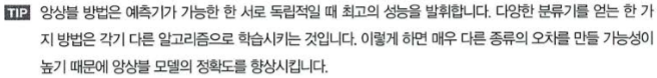 TIP 앙상블 방법은 예측기가 가능한 한 서로 독립적일 때 최고의 성능을 발휘합니다. 다양한 분류기를 얻는 한 가
지 방법은 각기 다른 알고리즘으로 학습시키는 것입니다. 이렇게 하면 매우 다른 종류의 오차를 만들 가능성이
높기 때문에 앙상블 모델의 정확도를 향상시킵니다.